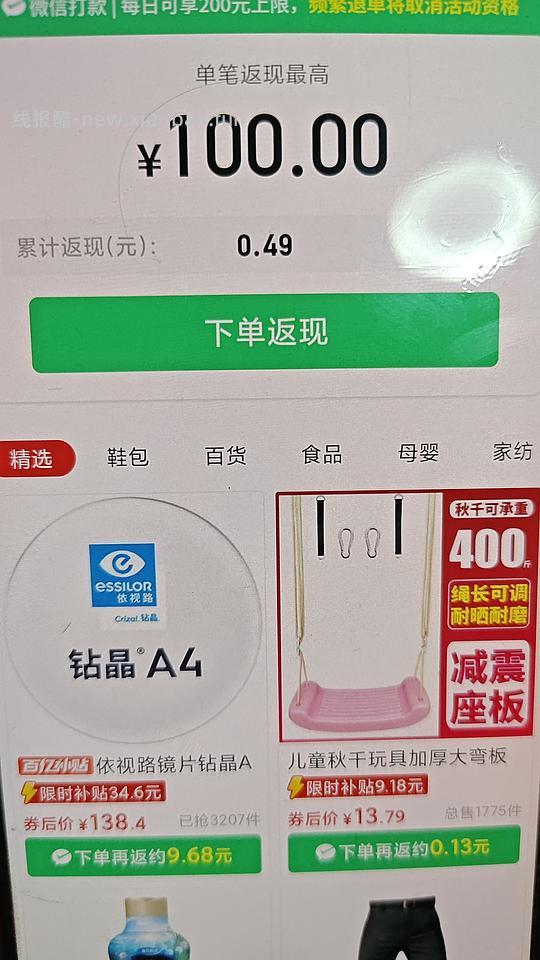 微信打款 | 每日可享200元上限，频繁退单将取消活动资格
单笔返现最高
线报酷-new.xianbao.fun
¥100.00
累计返现(元)：
0.49
下单返现
精选
鞋包
百货
食品
母婴
家纺
essilor
依视路
Crizal 钻晶
钻晶®A4
秋千可承重
400斤
绳长可调
耐晒耐磨
减震
座板
百亿补贴 依视路镜片钻晶A
限时补贴34.6元
券后价 ¥138.4
已抢3207件
下单再返约9.68元
儿童秋千玩具加厚大弯板
限时补贴9.18元
券后价 ¥13.79
总售1775件
下单再返约0.13元